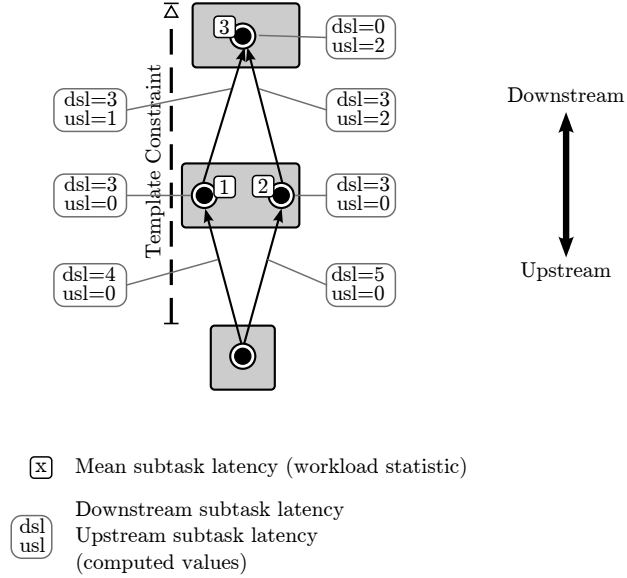 3
dsl=0
usl=2
dsl=3
usl=1
dsl=3
usl=2
Template Constraint
Downstream
dsl=3
usl=0
1
2
dsl=3
usl=0
dsl=4
usl=0
dsl=5
usl=0
Upstream
x Mean subtask latency (workload statistic)
dsl
usl
Downstream subtask latency
Upstream subtask latency
(computed values)